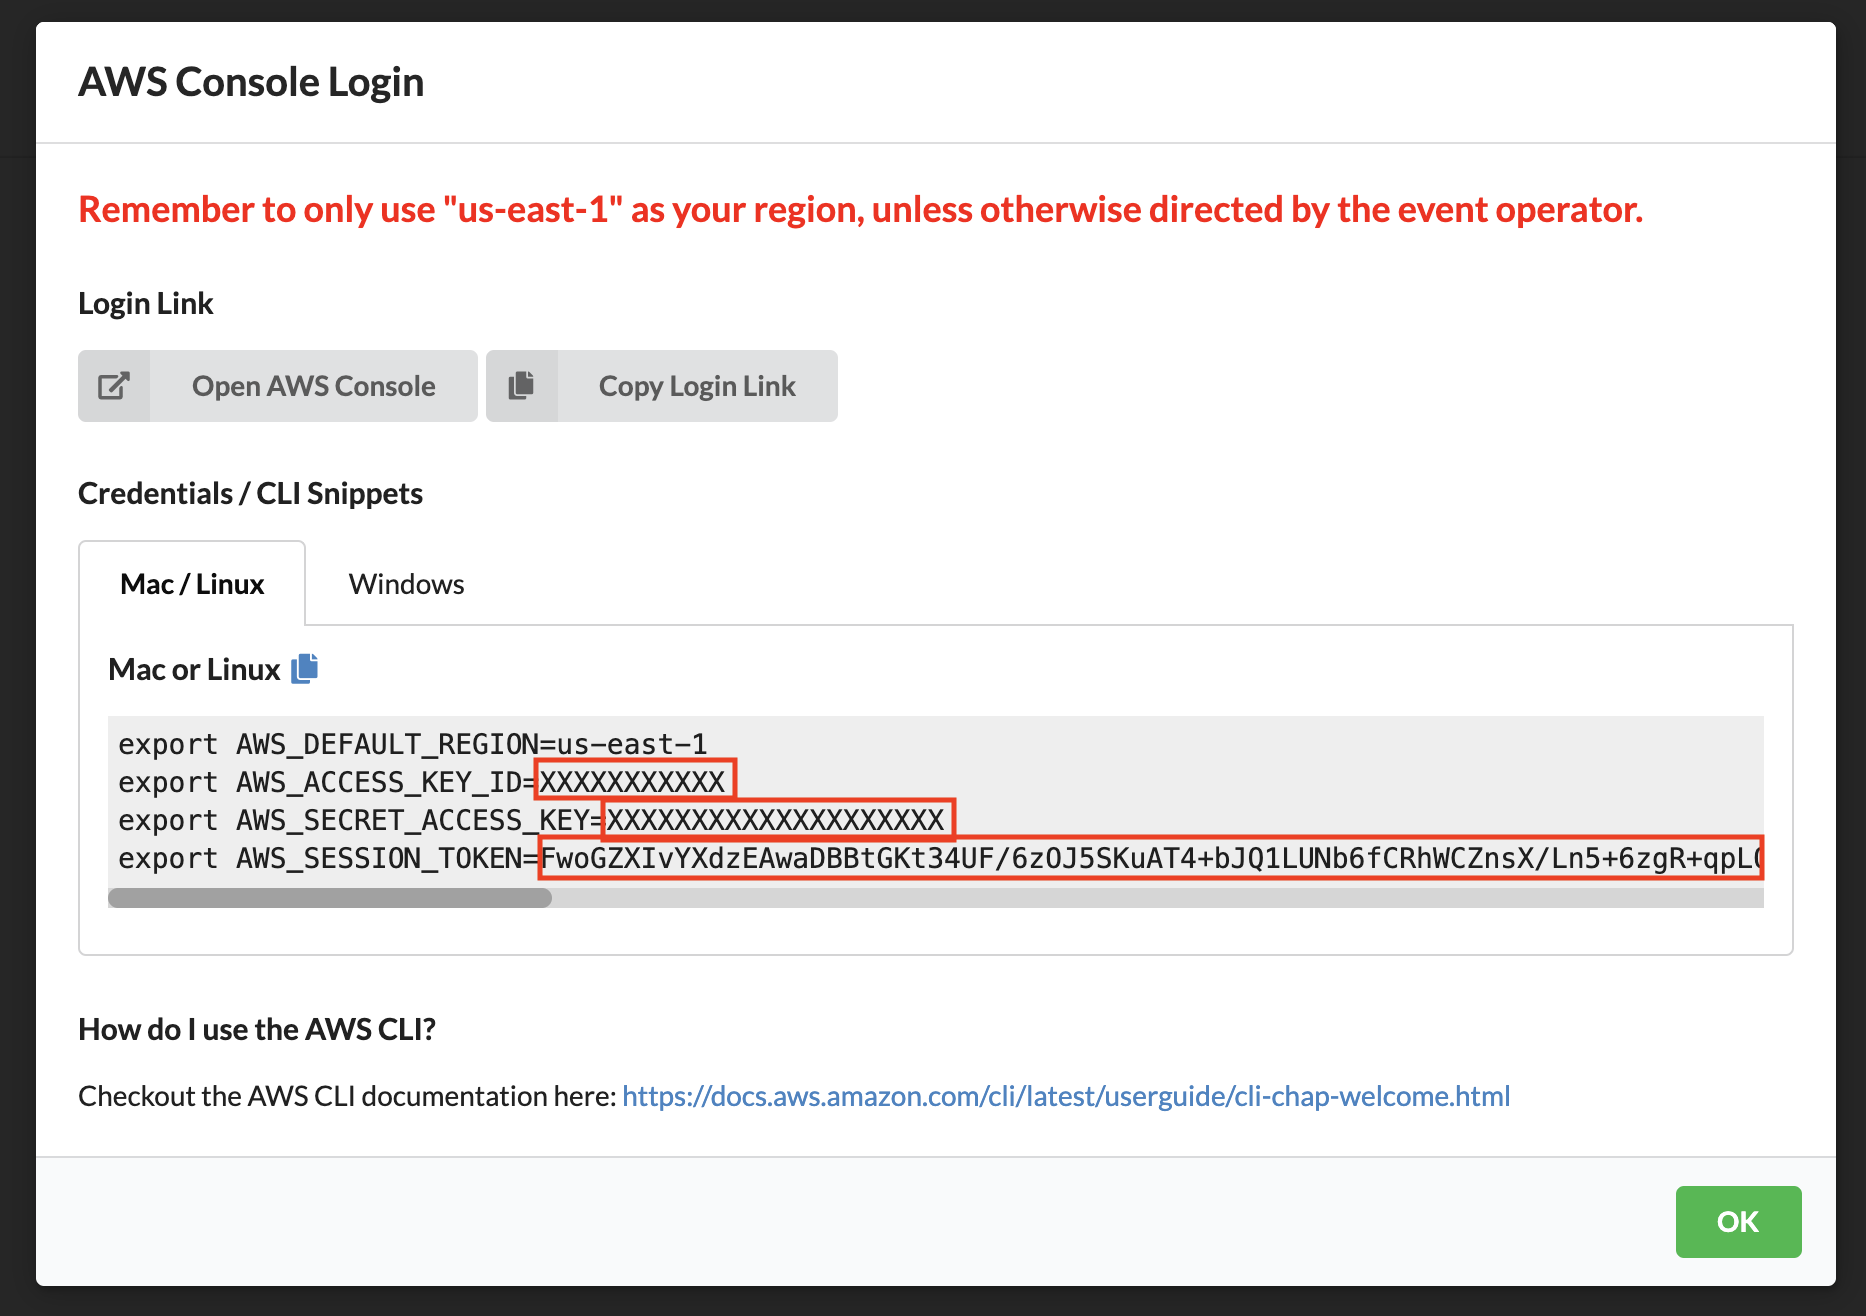 AWS Console Login
Remember to only use "us-east-1" as your region, unless otherwise directed by the event operator.
Login Link
Open AWS Console
Copy Login Link
Credentials / CLI Snippets
Mac / Linux
Windows
Mac or Linux
export AWS_DEFAULT_REGION=us-east-1
export AWS_ACCESS_KEY_ID=XXXXXXXXXXX
export AWS_SECRET_ACCESS_KEY=XXXXXXXXXXXXXXXXXXXX
export AWS_SESSION_TOKEN=FwoGZXIvYXdzEAwaDBBtGKt34UF/6zOJ5SKuAT4+bJQ1LUNb6fCRhWCZnsX/Ln5+6zgR+qpL
How do I use the AWS CLI?
Checkout the AWS CLI documentation here: https://docs.aws.amazon.com/cli/latest/userguide/cli-chap-welcome.html
OK